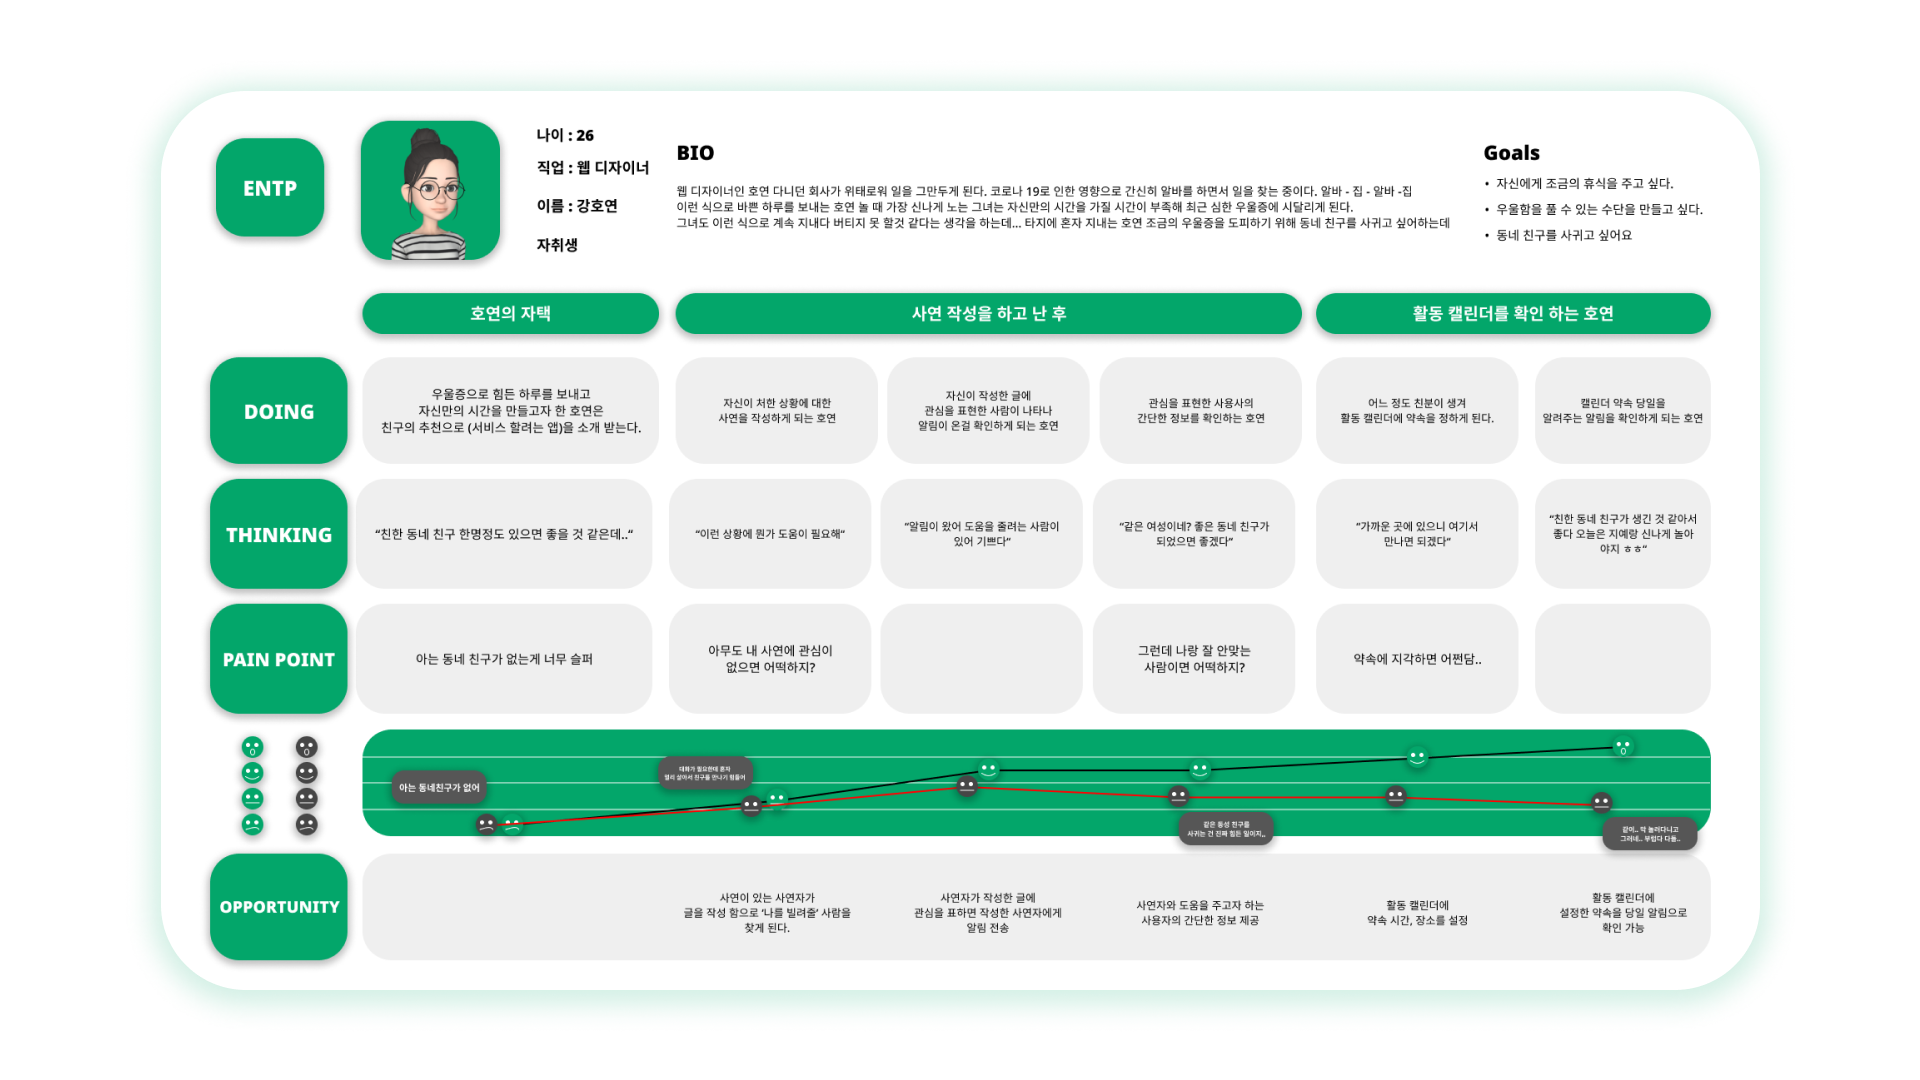 ENTP
나이 : 26
직업 : 웹 디자이너
이름 : 강호연
자취생
BIO
웹 디자이너인 호연 다니던 회사가 위태로워 일을 그만두게 된다. 코로나 19로 인한 영향으로 간신히 알바를 하면서 일을 찾는 중이다. 알바 - 집 - 알바 -집
이런 식으로 바쁜 하루를 보내는 호연 놀 때 가장 신나게 노는 그녀는 자신만의 시간을 가질 시간이 부족해 최근 심한 우울증에 시달리게 된다.
그녀도 이런 식으로 계속 지내다 버티지 못 할것 같다는 생각을 하는데... 타지에 혼자 지내는 호연 조금의 우울증을 도피하기 위해 동네 친구를 사귀고 싶어하는데
Goals
• 자신에게 조금의 휴식을 주고 싶다.
• 우울함을 풀 수 있는 수단을 만들고 싶다.
• 동네 친구를 사귀고 싶어요
호연의 자택
사연 작성을 하고 난 후
활동 캘린더를 확인 하는 호연
DOING
우울증으로 힘든 하루를 보내고
자신만의 시간을 만들고자 한 호연은
친구의 추천으로 (서비스 할려는 앱)을 소개 받는다.
자신이 처한 상황에 대한
사연을 작성하게 되는 호연
자신이 작성한 글에
관심을 표현한 사람이 나타나
알림이 온걸 확인하게 되는 호연
관심을 표현한 사용사의
간단한 정보를 확인하는 호연
어느 정도 친분이 생겨
활동 캘린더에 약속을 정하게 된다.
캘린더 약속 당일을
알려주는 알림을 확인하게 되는 호연
THINKING
“친한 동네 친구 한명정도 있으면 좋을 것 같은데..“
“이런 상황에 뭔가 도움이 필요해“
“알림이 왔어 도움을 줄려는 사람이
있어 기쁘다”
“같은 여성이네? 좋은 동네 친구가
되었으면 좋겠다”
“가까운 곳에 있으니 여기서
만나면 되겠다”
“친한 동네 친구가 생긴 것 같아서
좋다 오늘은 지예랑 신나게 놀아
야지 ㅎㅎ“
PAIN POINT
아는 동네 친구가 없는게 너무 슬퍼
아무도 내 사연에 관심이
없으면 어떡하지?
그런데 나랑 잘 안맞는
사람이면 어떡하지?
약속에 지각하면 어쩐담..
아는 동네친구가 없어
대화가 필요한데 혼자
멀리 살아서 친구를 만나기 힘들어
같은 동성 친구를
사귀는 건 진짜 힘든 일이지,,
같이.. 막 놀러다니고
그러네.. 부럽다 다들..
OPPORTUNITY
사연이 있는 사연자가
글을 작성 함으로 ‘나를 빌려줄’ 사람을
찾게 된다.
사연자가 작성한 글에
관심을 표하면 작성한 사연자에게
알림 전송
사연자와 도움을 주고자 하는
사용자의 간단한 정보 제공
활동 캘린더에
약속 시간, 장소를 설정
활동 캘린더에
설정한 약속을 당일 알림으로
확인 가능